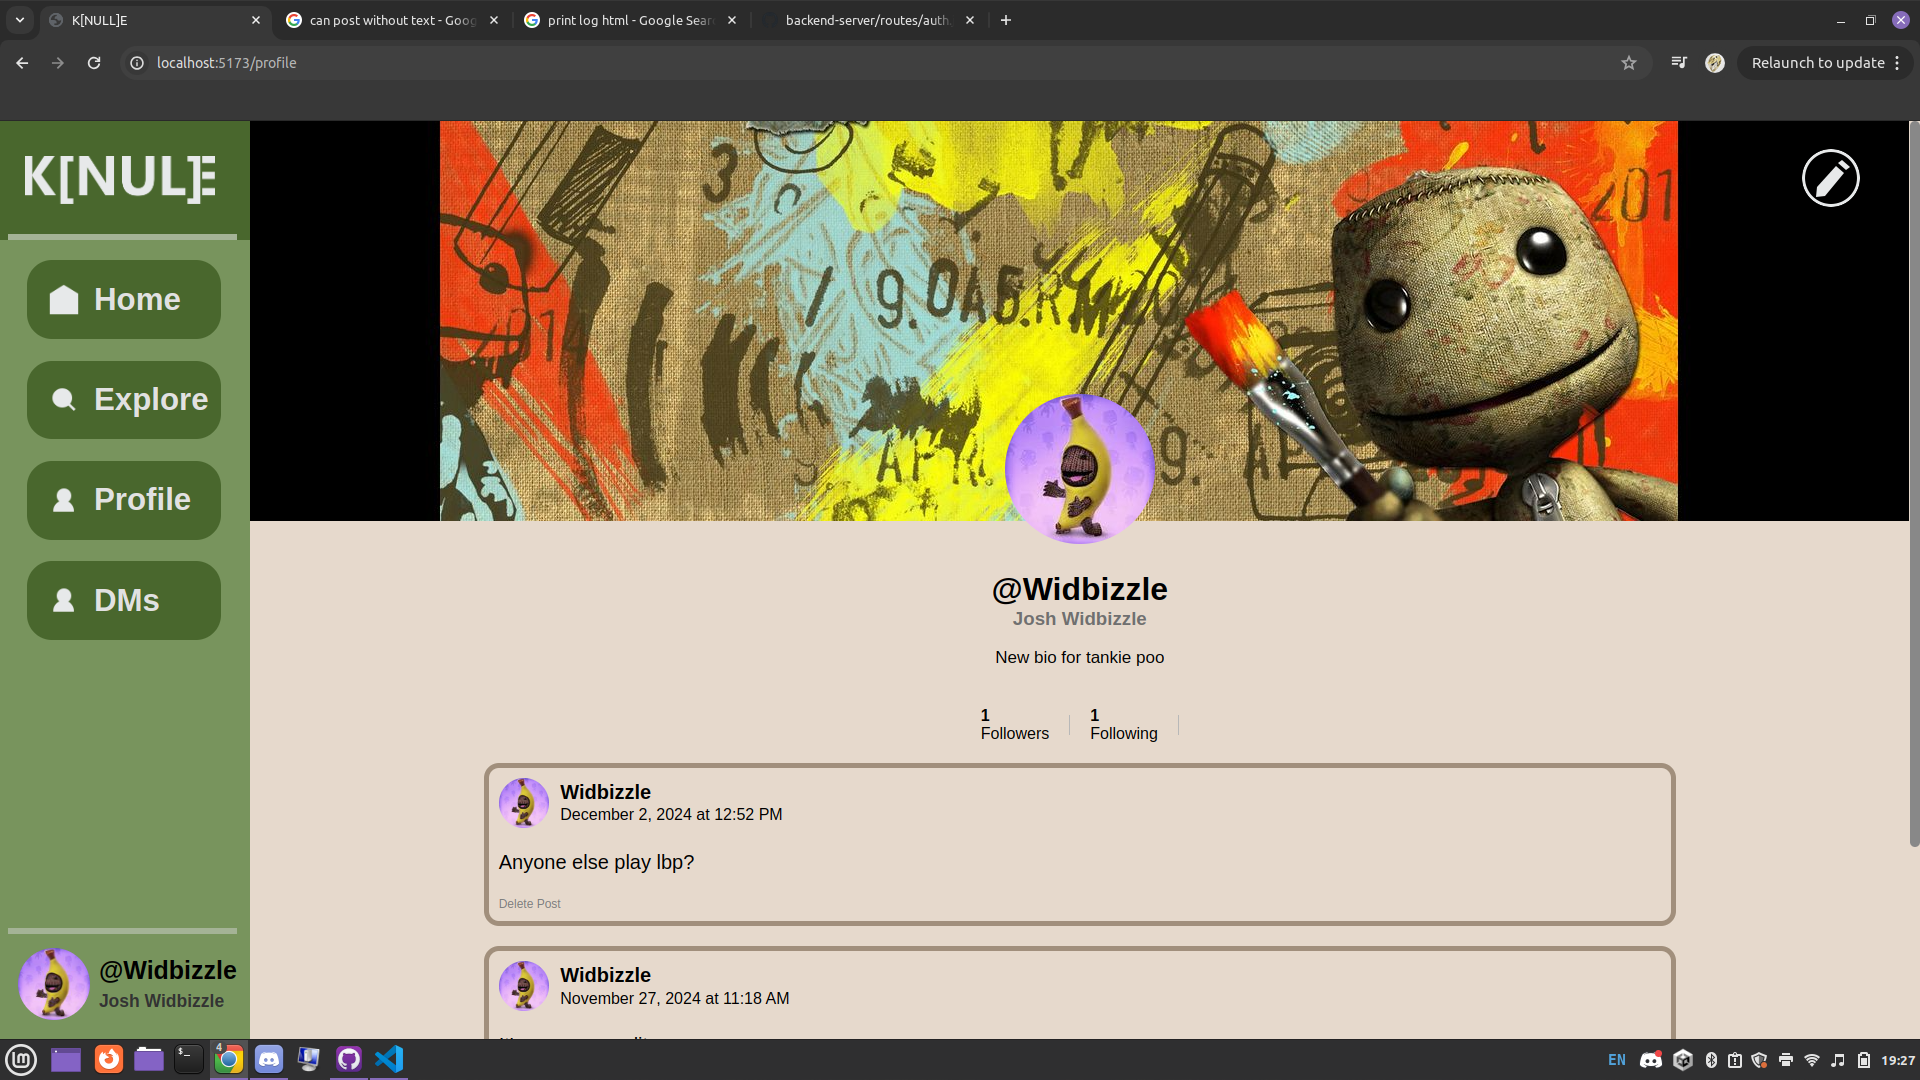 K[NULL]E
can post without text - Goog
print log html - Google Sear
backend-server/routes/auth.
localhost:5173/profile
Relaunch to update
K[NUL]E
Home
Explore
Profile
DMs
@Widbizzle
Josh Widbizzle
New bio for tankie poo
1
Followers
1
Following
Widbizzle
December 2, 2024 at 12:52 PM
Anyone else play lbp?
Delete Post
Widbizzle
November 27, 2024 at 11:18 AM
@Widbizzle
Josh Widbizzle
4
EN
19:27